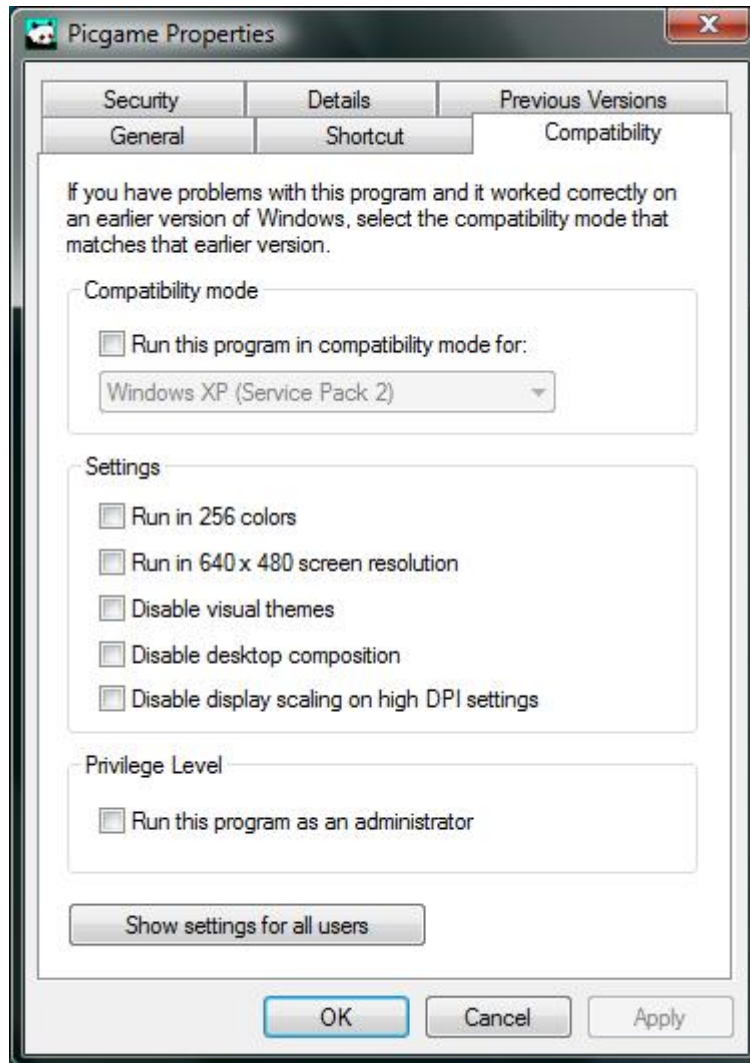 Picgame Properties
Security Details Previous Versions
General Shortcut Compatibility
If you have problems with this program and it worked correctly on
an earlier version of Windows, select the compatibility mode that
matches that earlier version.
Compatibility mode
Run this program in compatibility mode for:
Windows XP (Service Pack 2)
Settings
Run in 256 colors
Run in 640 x 480 screen resolution
Disable visual themes
Disable desktop composition
Disable display scaling on high DPI settings
Privilege Level
Run this program as an administrator
Show settings for all users
OK Cancel Apply